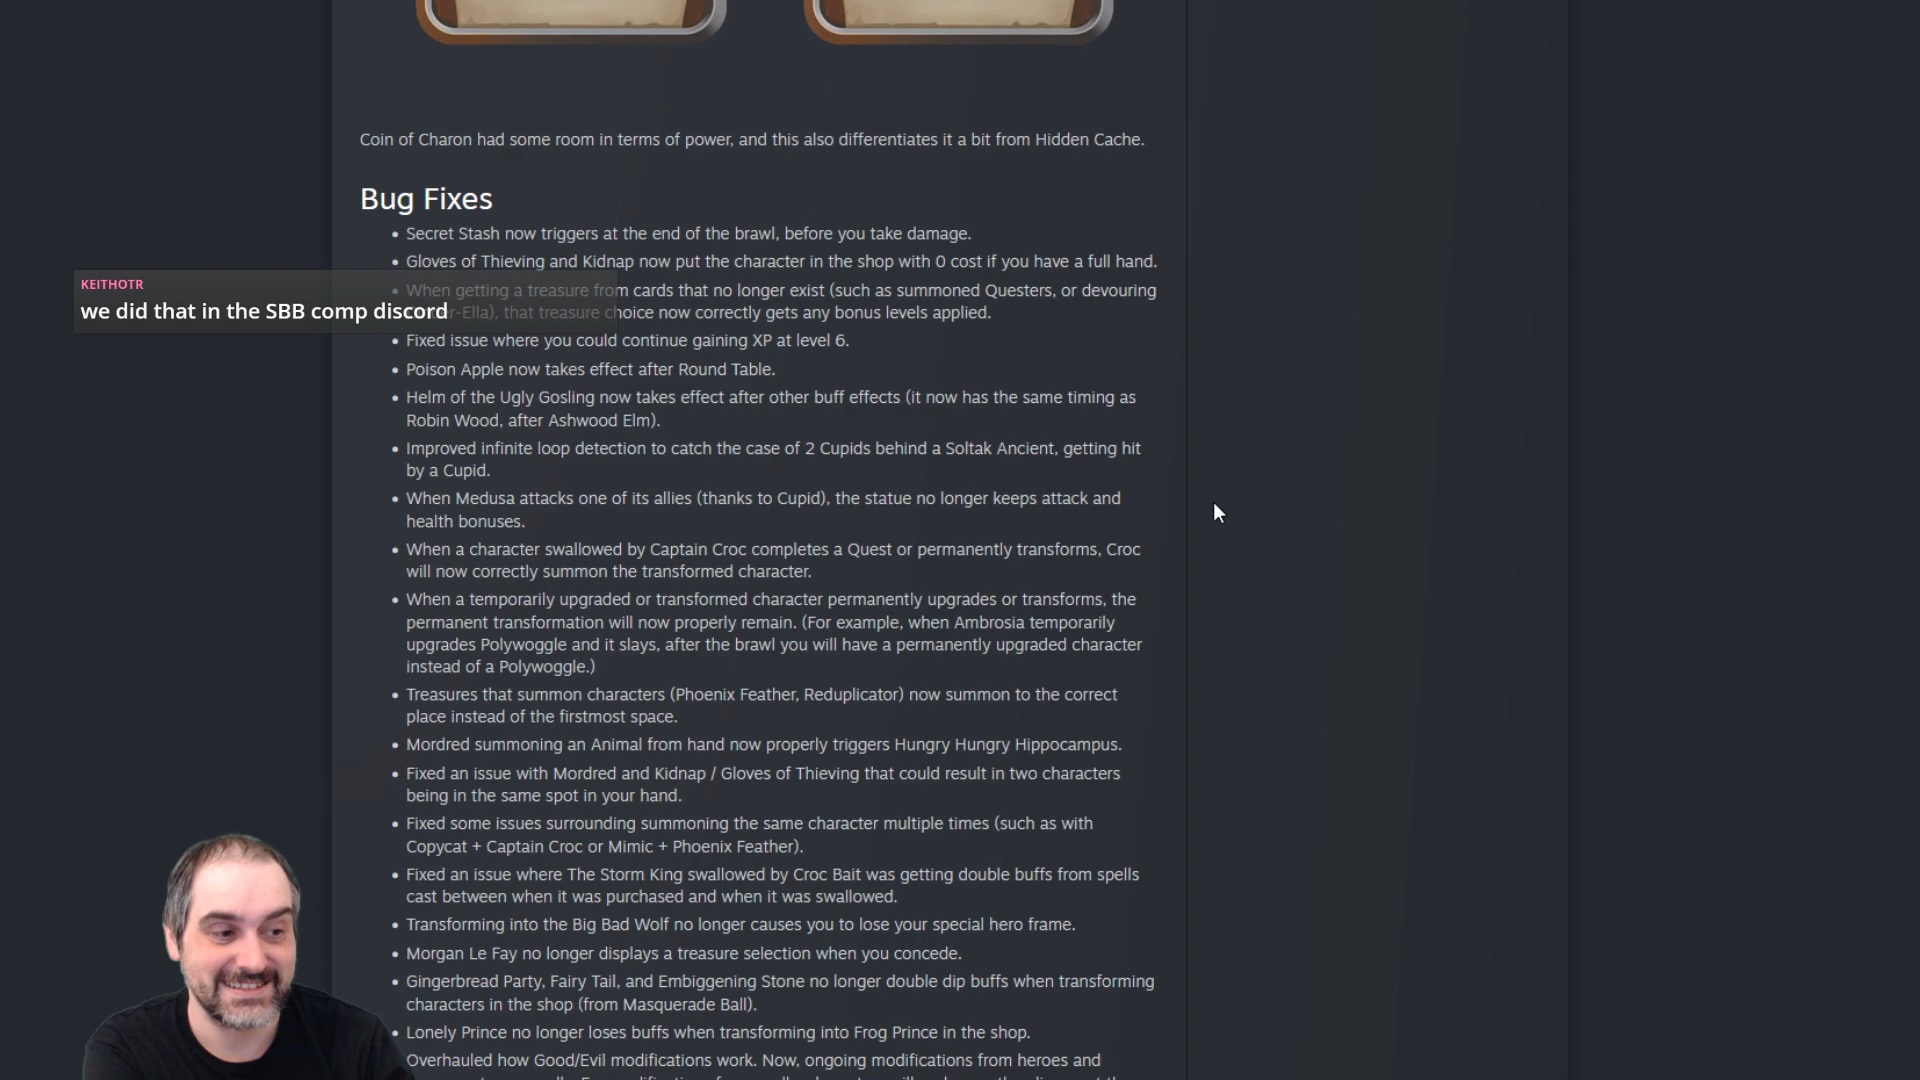 Coin of Charon had some room in terms of power, and this also differentiates it a bit from Hidden Cache.
Bug Fixes
• Secret Stash now triggers at the end of the brawl, before you take damage.
• Gloves of Thieving and Kidnap now put the character in the shop with 0 cost if you have a full hand.
KEITHOTR
we did that in the SBB comp discord
• When getting a treasure from cards that no longer exist (such as summoned Questers, or devouring
r-Ella), that treasure choice now correctly gets any bonus levels applied.
• Fixed issue where you could continue gaining XP at level 6.
• Poison Apple now takes effect after Round Table.
• Helm of the Ugly Gosling now takes effect after other buff effects (it now has the same timing as
Robin Wood, after Ashwood Elm).
• Improved infinite loop detection to catch the case of 2 Cupids behind a Soltak Ancient, getting hit
by a Cupid.
• When Medusa attacks one of its allies (thanks to Cupid), the statue no longer keeps attack and
health bonuses.
• When a character swallowed by Captain Croc completes a Quest or permanently transforms, Croc
will now correctly summon the transformed character.
• When a temporarily upgraded or transformed character permanently upgrades or transforms, the
permanent transformation will now properly remain. (For example, when Ambrosia temporarily
upgrades Polywoggle and it slays, after the brawl you will have a permanently upgraded character
instead of a Polywoggle.)
• Treasures that summon characters (Phoenix Feather, Reduplicator) now summon to the correct
place instead of the firstmost space.
• Mordred summoning an Animal from hand now properly triggers Hungry Hungry Hippocampus.
• Fixed an issue with Mordred and Kidnap / Gloves of Thieving that could result in two characters
being in the same spot in your hand.
• Fixed some issues surrounding summoning the same character multiple times (such as with
Copycat + Captain Croc or Mimic + Phoenix Feather).
• Fixed an issue where The Storm King swallowed by Croc Bait was getting double buffs from spells
cast between when it was purchased and when it was swallowed.
• Transforming into the Big Bad Wolf no longer causes you to lose your special hero frame.
• Morgan Le Fay no longer displays a treasure selection when you concede.
• Gingerbread Party, Fairy Tail, and Embiggening Stone no longer double dip buffs when transforming
characters in the shop (from Masquerade Ball).
• Lonely Prince no longer loses buffs when transforming into Frog Prince in the shop.
Overhauled how Good/Evil modifications work. Now, ongoing modifications from heroes and